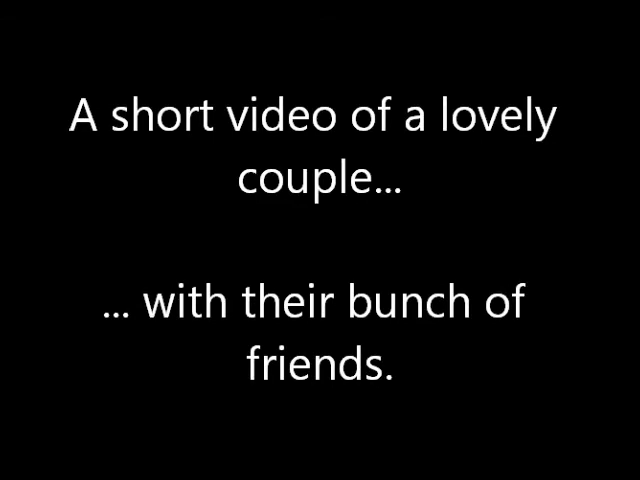 A short video of a lovely
couple...
... with their bunch of
friends.